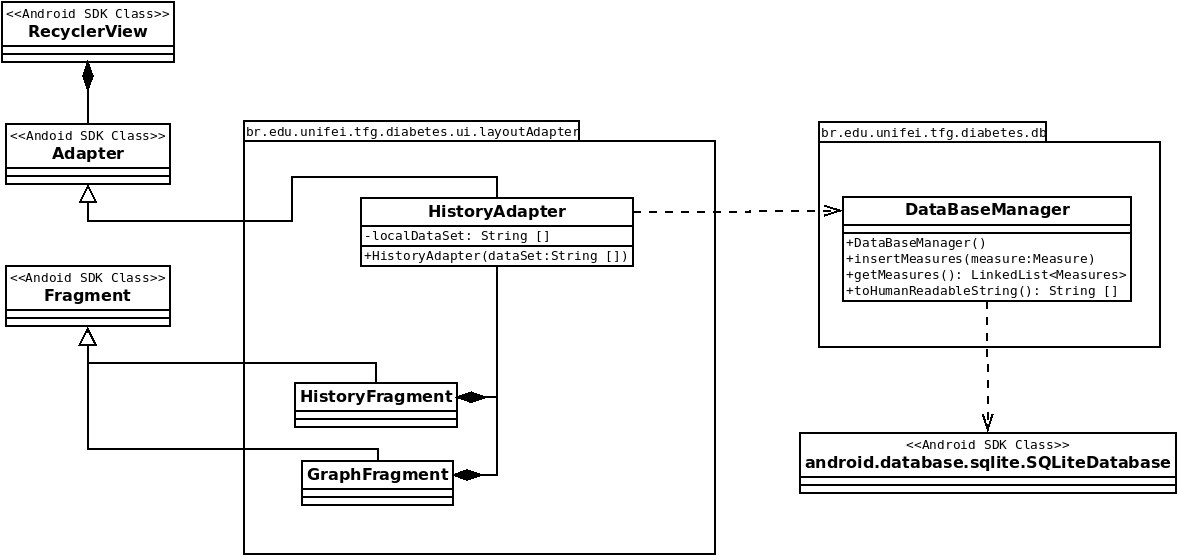 <<Android SDK Class>>
RecyclerView
<<Andoid SDK Class>>
Adapter
br.edu.unifei.tfg.diabetes.ui.layoutAdapter
HistoryAdapter
-localDataSet: String []
+HistoryAdapter(dataSet:String [])
<<Andoid SDK Class>>
Fragment
HistoryFragment
GraphFragment
br.edu.unifei.tfg.diabetes.db
DataBaseManager
+DataBaseManager()
+insertMeasures(measure:Measure)
+getMeasures(): LinkedList<Measures>
+toHumanReadableString(): String []
<<Android SDK Class>>
android.database.sqlite.SQLiteDatabase